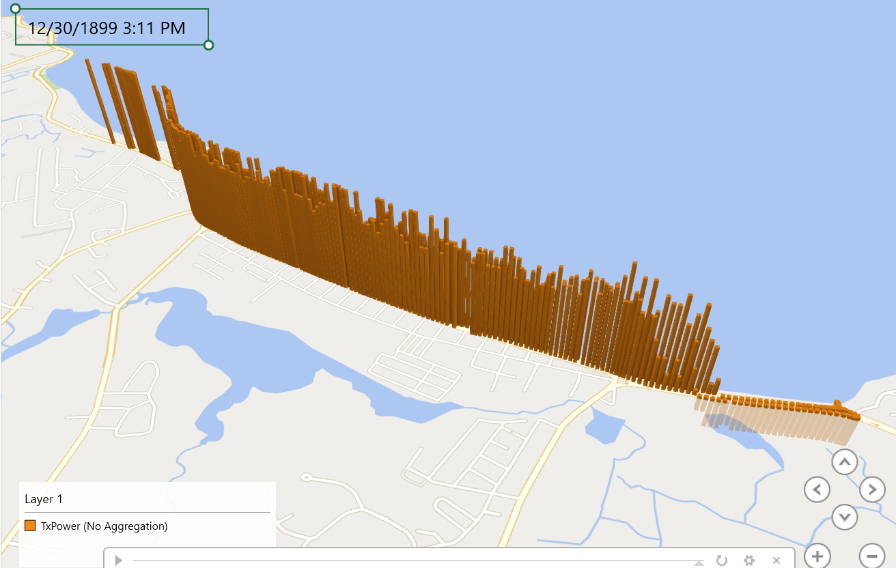 12/30/1899 3:11 PM
Layer 1
TxPower (No Aggregation)